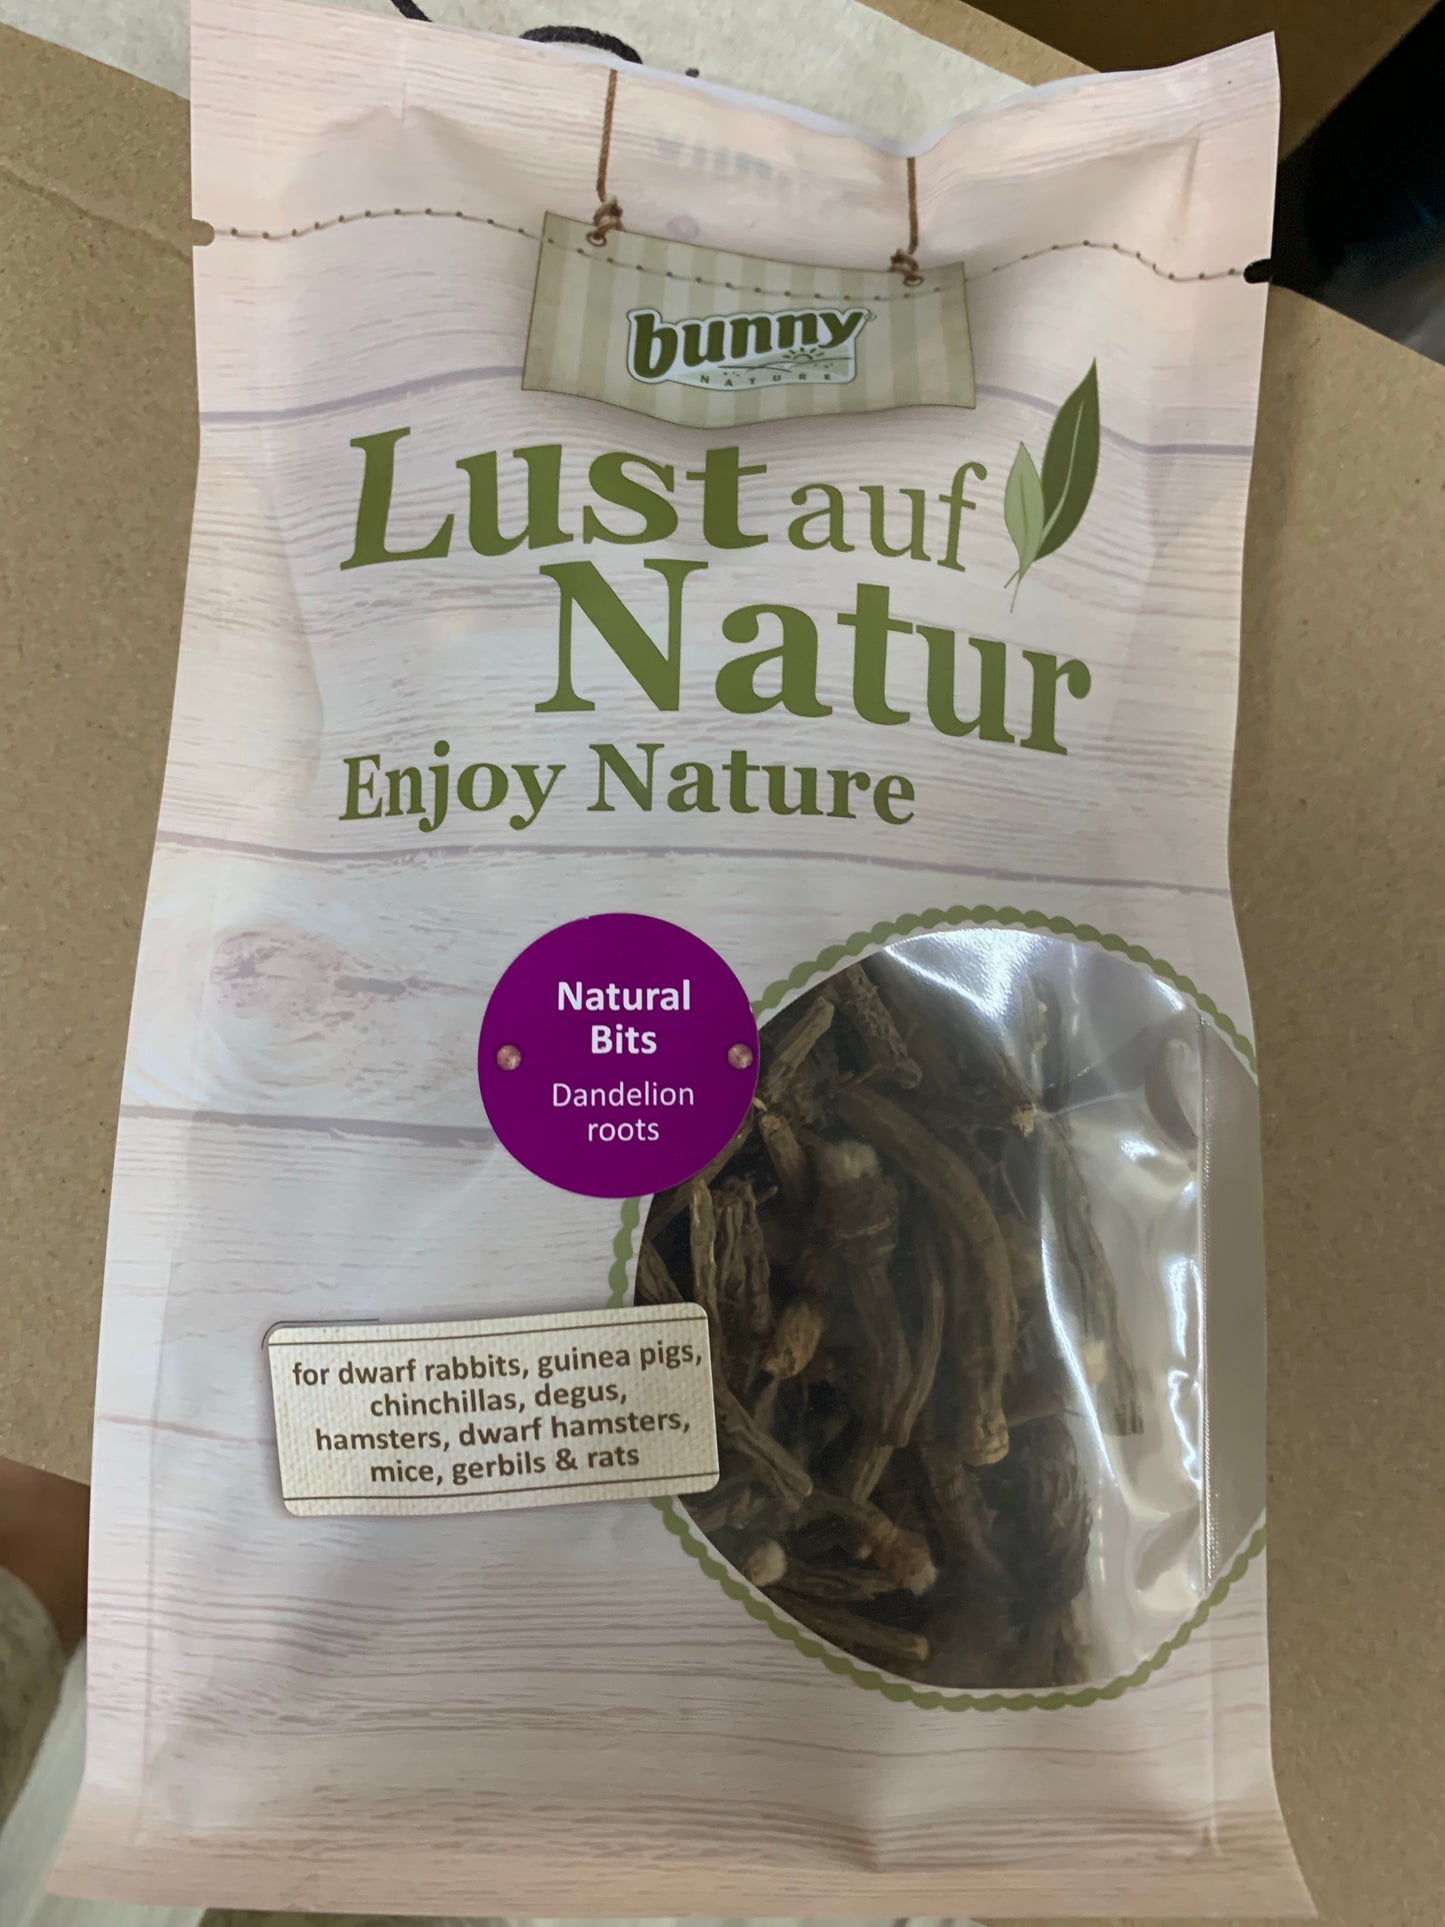 bunny
NATURE
Lust auf
Natur
Enjoy Nature
Natural
Bits
Dandelion
roots
for dwarf rabbits, guinea pigs,
chinchillas, degus,
hamsters, dwarf hamsters,
mice, gerbils & rats